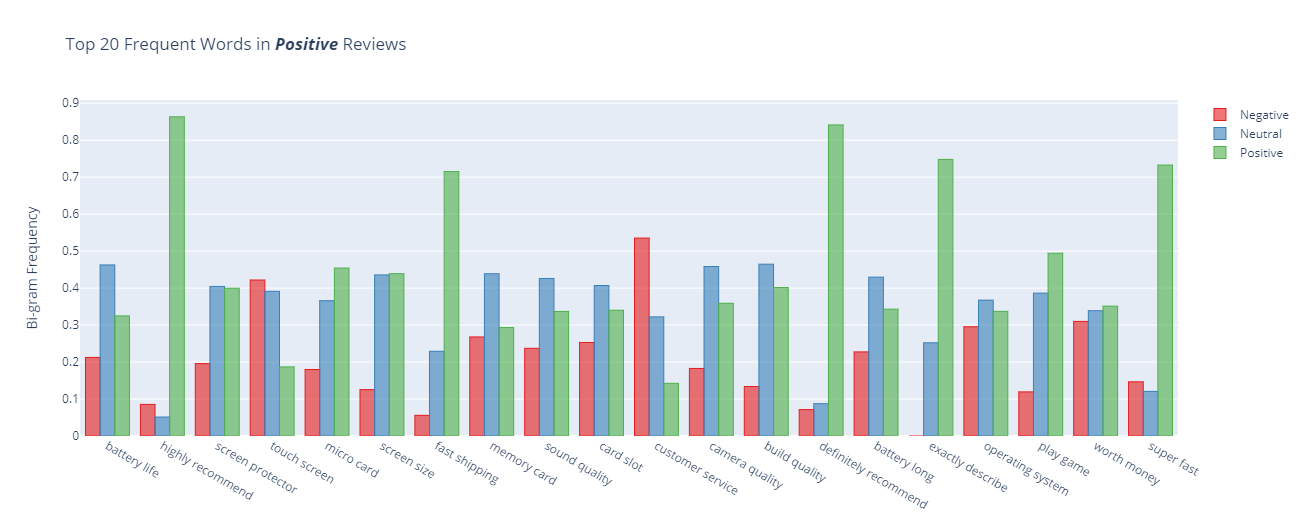 Top 20 Frequent Words in Positive Reviews
Negative
Neutral
Positive
Bi-gram Frequency
0.9
0.8
0.7
0.6
0.5
0.4
0.3
0.2
0.1
0
battery life
highly recommend
screen protector
touch screen
micro card
screen size
fast shipping
memory card
sound quality
card slot
customer service
camera quality
build quality
definitely recommend
battery long
exactly describe
operating system
play game
worth money
super fast